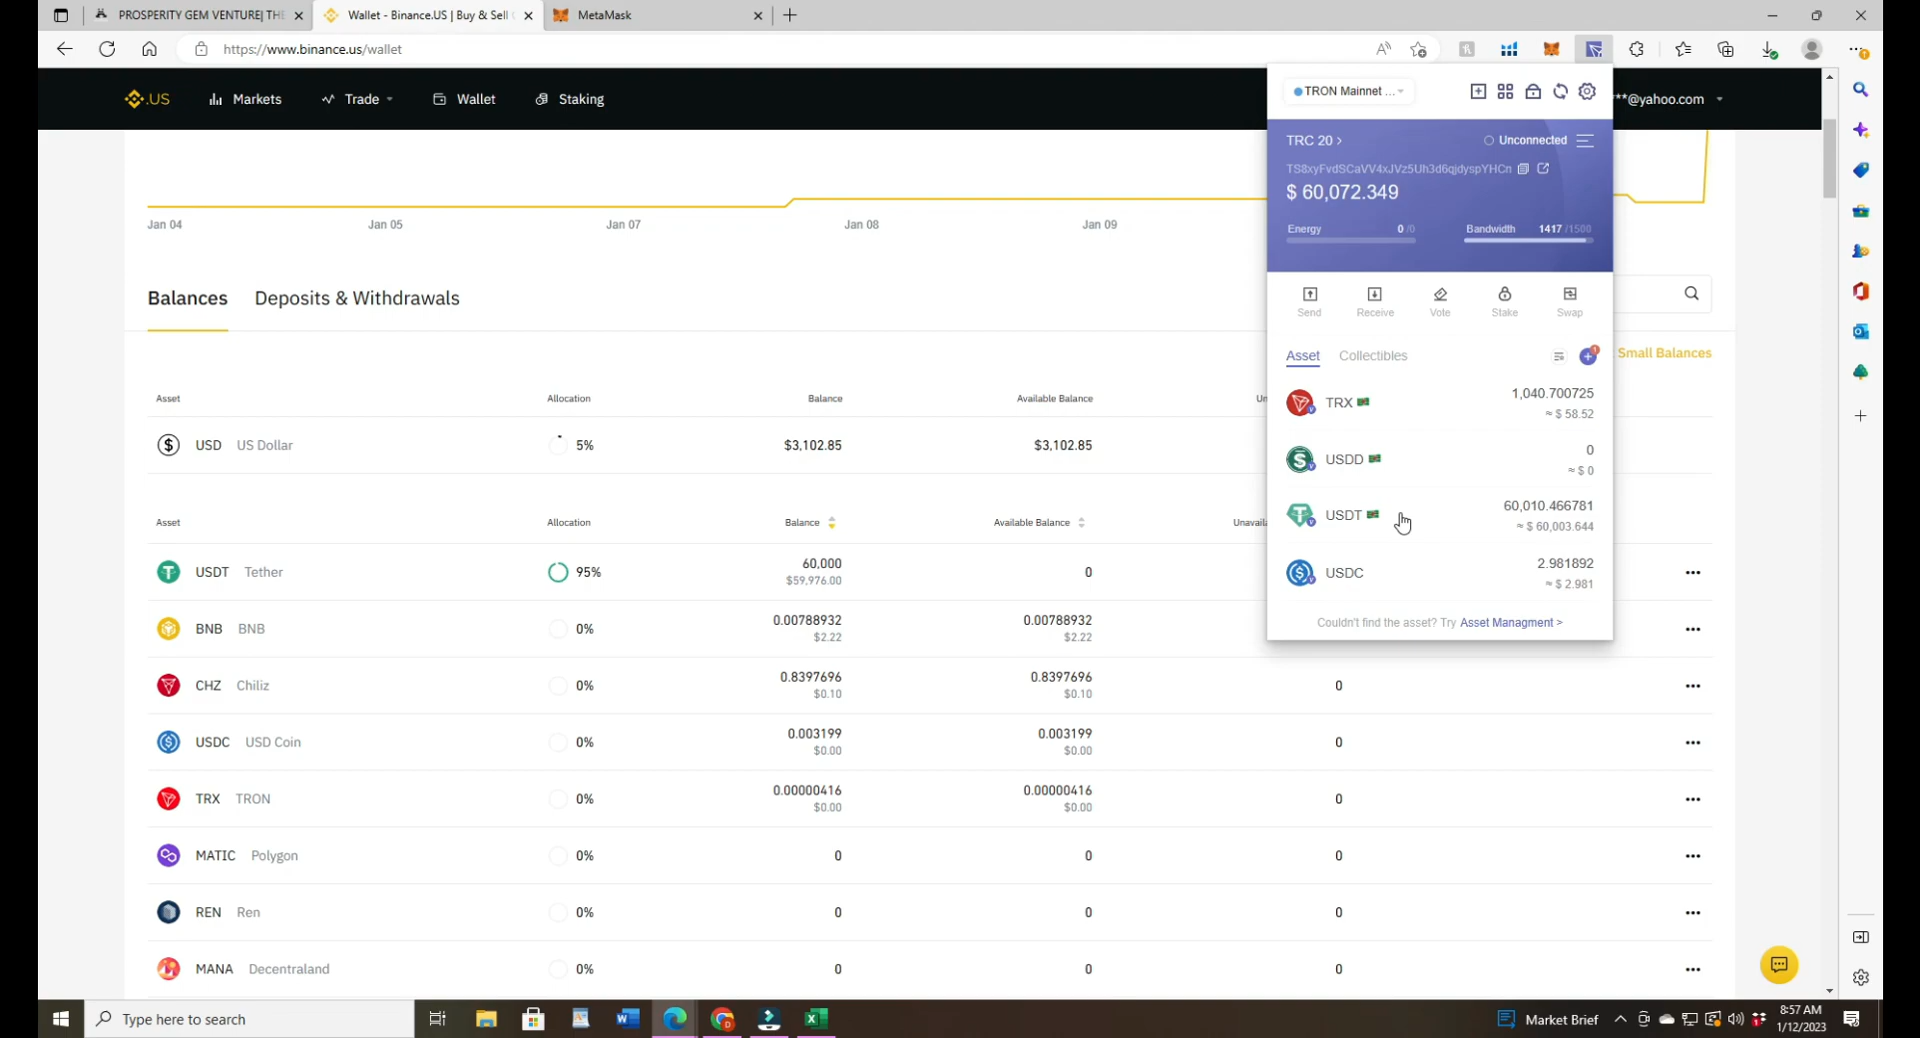 PROSPERITY GEM VENTURE| THE
Wallet - Binance.US | Buy & Sell
MetaMask
https://www.binance.us/wallet
.US
Markets
Trade
Wallet
Staking
**@yahoo.com
Jan 04
Jan 05
Jan 07
Jan 08
Jan 09
Balances
Deposits & Withdrawals
Small Balances
Asset Allocation Balance Available Balance Un
USD US Dollar 5% $3,102.85 $3,102.85
Asset Allocation Balance Available Balance Unavaila
USDT Tether 95% 60,000 0
$59,976.00
BNB BNB 0% 0.00788932 0.00788932
$2.22 $2.22
CHZ Chiliz 0% 0.8397696 0.8397696 0
$0.10 $0.10
USDC USD Coin 0% 0.003199 0.003199 0
$0.00 $0.00
TRX TRON 0% 0.00000416 0.00000416 0
$0.00 $0.00
MATIC Polygon 0% 0 0 0
REN Ren 0% 0 0 0
MANA Decentraland 0% 0 0 0
TRON Mainnet ...
TRC 20 >
Unconnected
TS8xyFvdSCaVV4xJVz5Uh3d6qjdyspYHCn
$ 60,072.349
Energy 0 /0
Bandwidth 1417 /1500
Send
Receive
Vote
Stake
Swap
Asset
Collectibles
1
TRX 1,040.700725
≈ $ 58.52
USDD 0
≈ $ 0
USDT 60,010.466781
≈ $ 60,003.644
USDC 2.981892
≈ $ 2.981
Couldn't find the asset? Try Asset Managment >
Type here to search
Market Brief
8:57 AM
1/12/2023